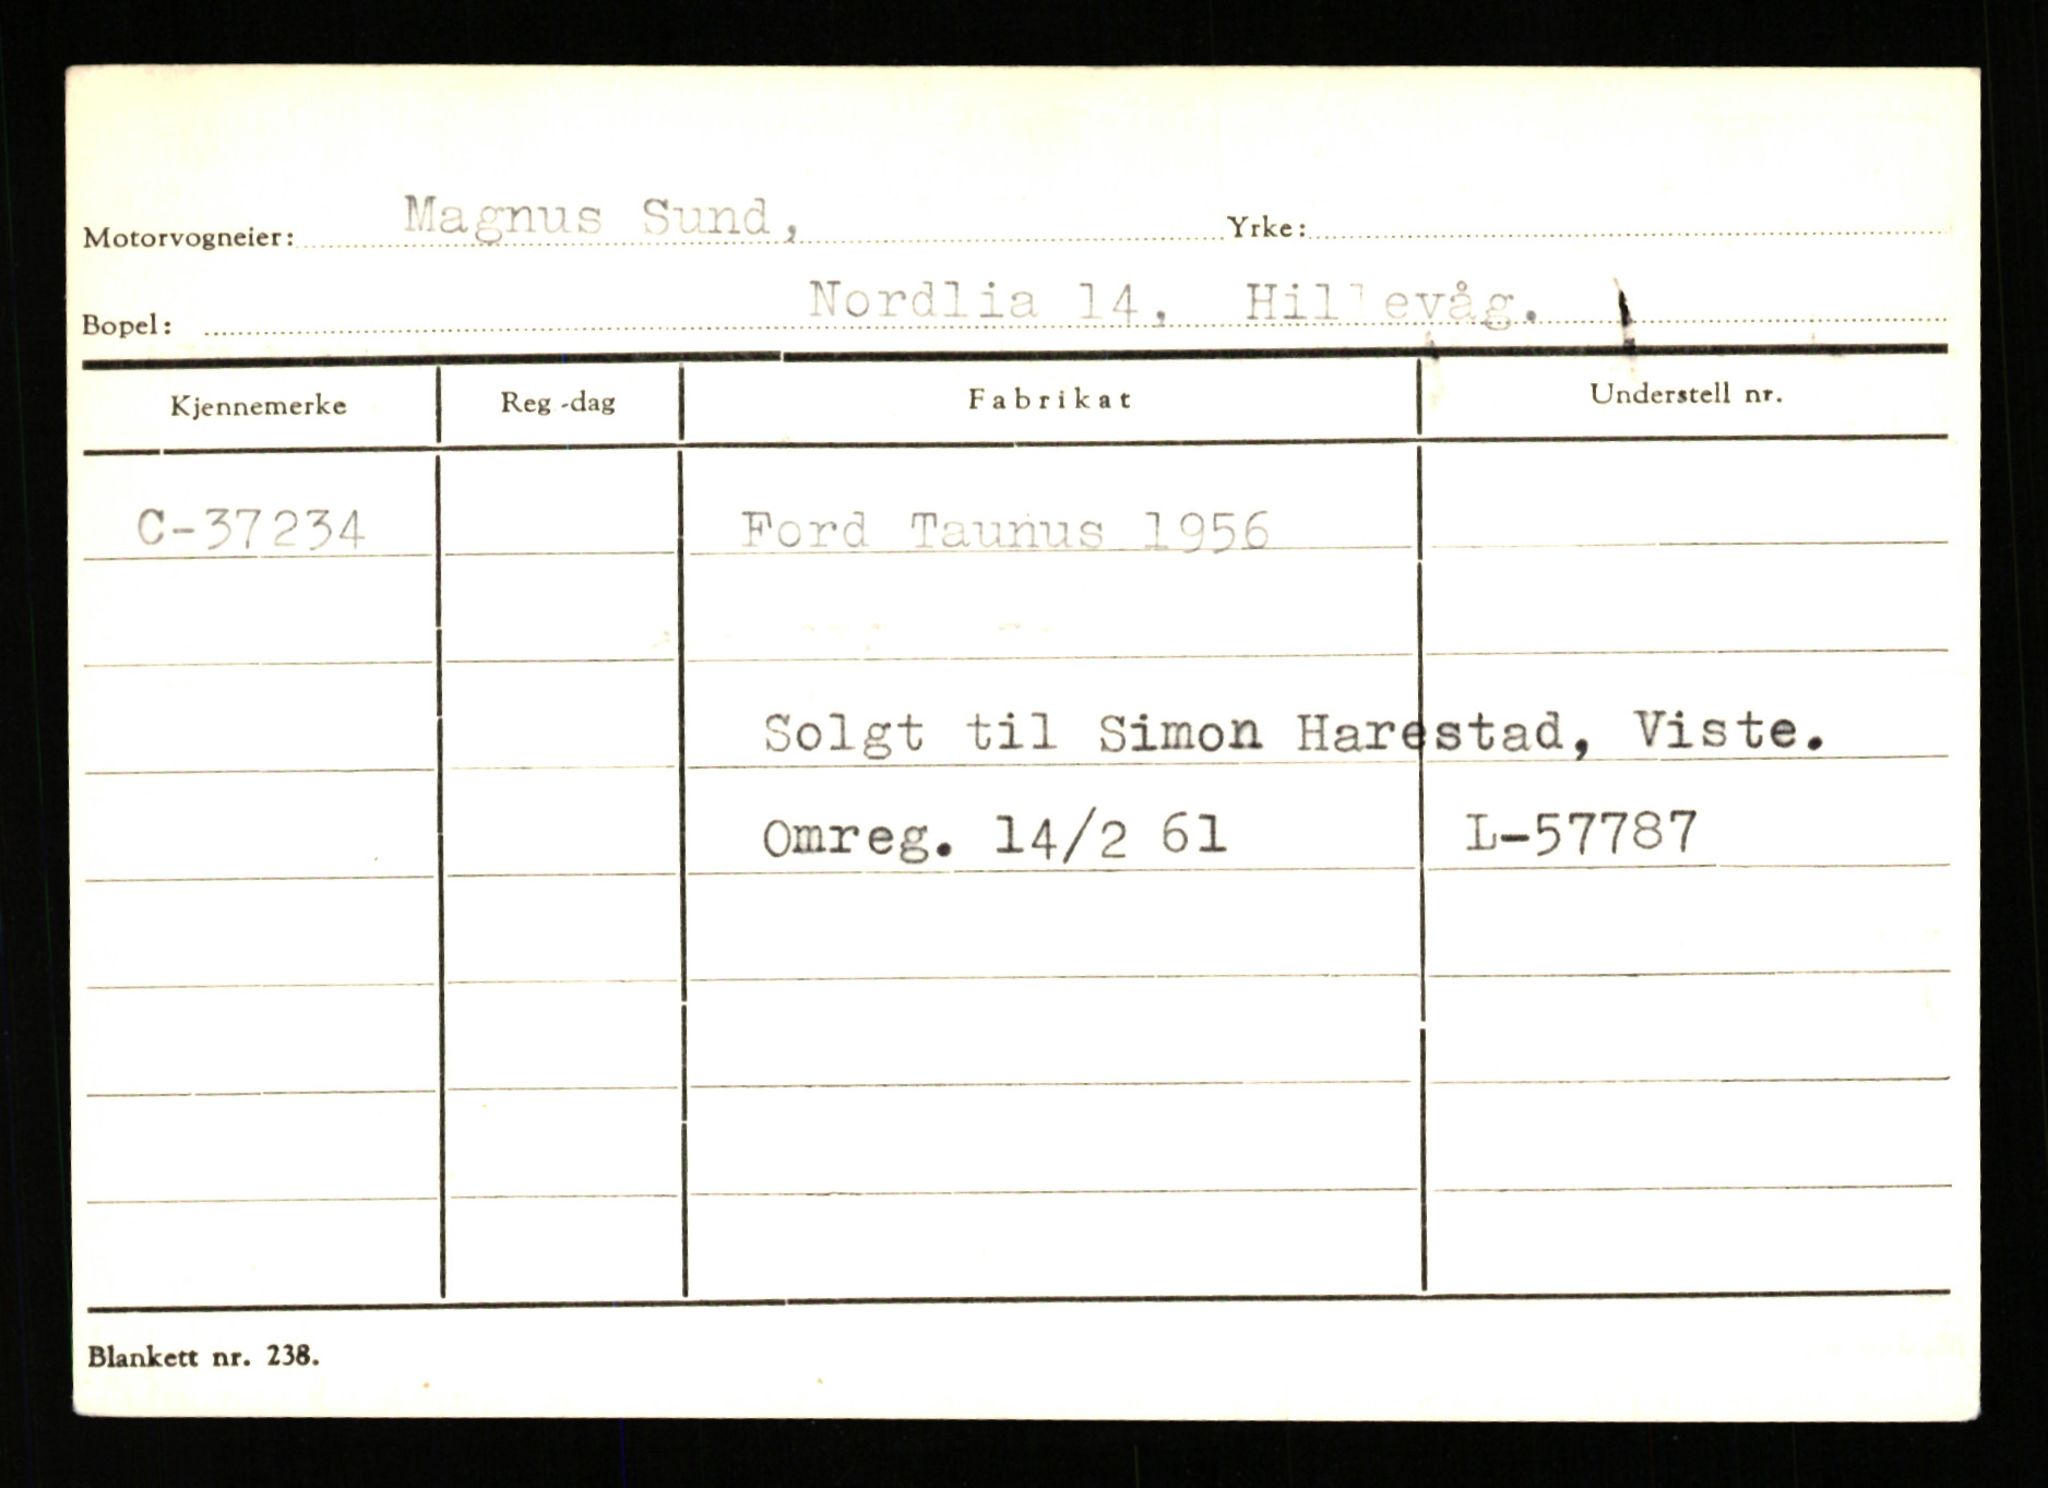 Motorvogneier: Magnus Sund, Yrke:
Bopel: Nordlia 14, Hillevåg.
Kjennemerke Reg-dag Fabrikat Understell nr.
C-37234 Ford Taunus 1956
Solgt til Simon Harestad, Viste.
Omreg. 14/2 61 L-57787
Blankett nr. 238.